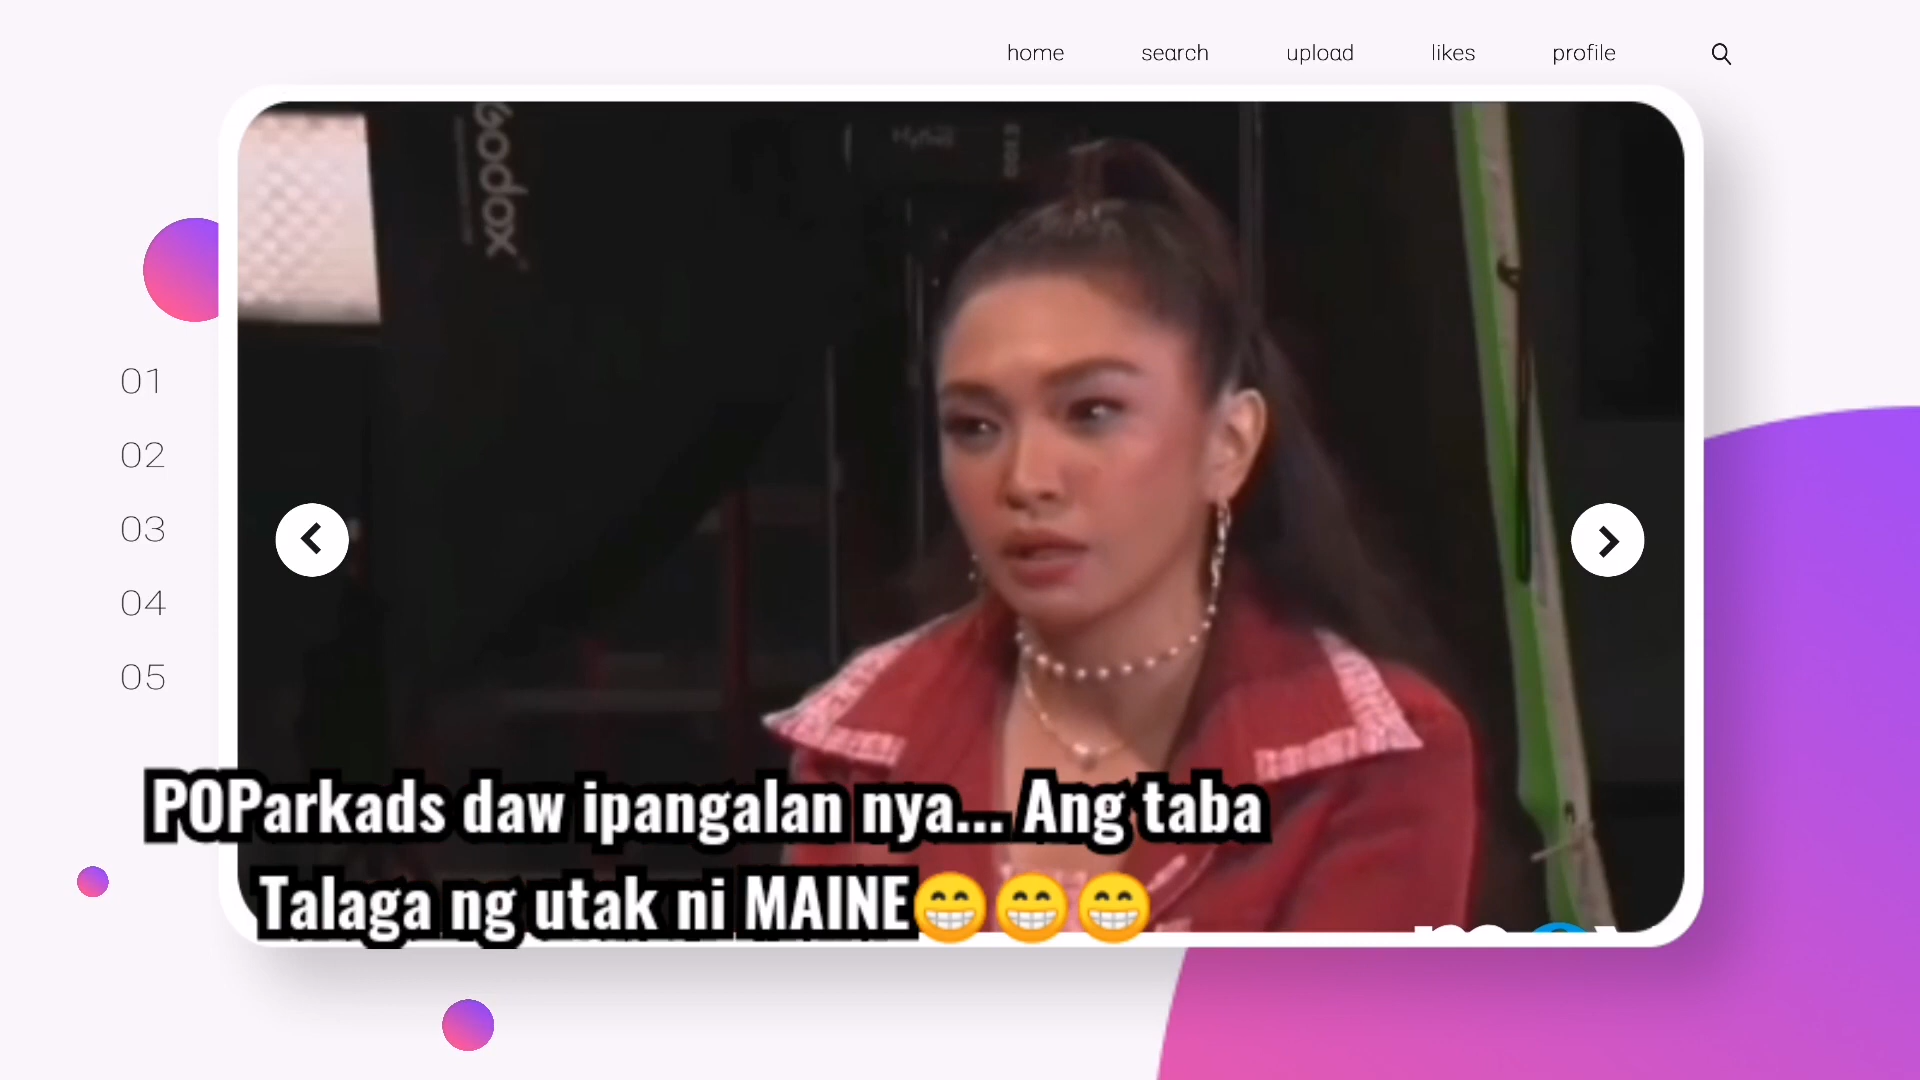 home search upload likes profile
Godox
01
02
03
04
05
POParkads daw ipangalan nya... Ang taba
Talaga ng utak ni MAINE😁😁😁